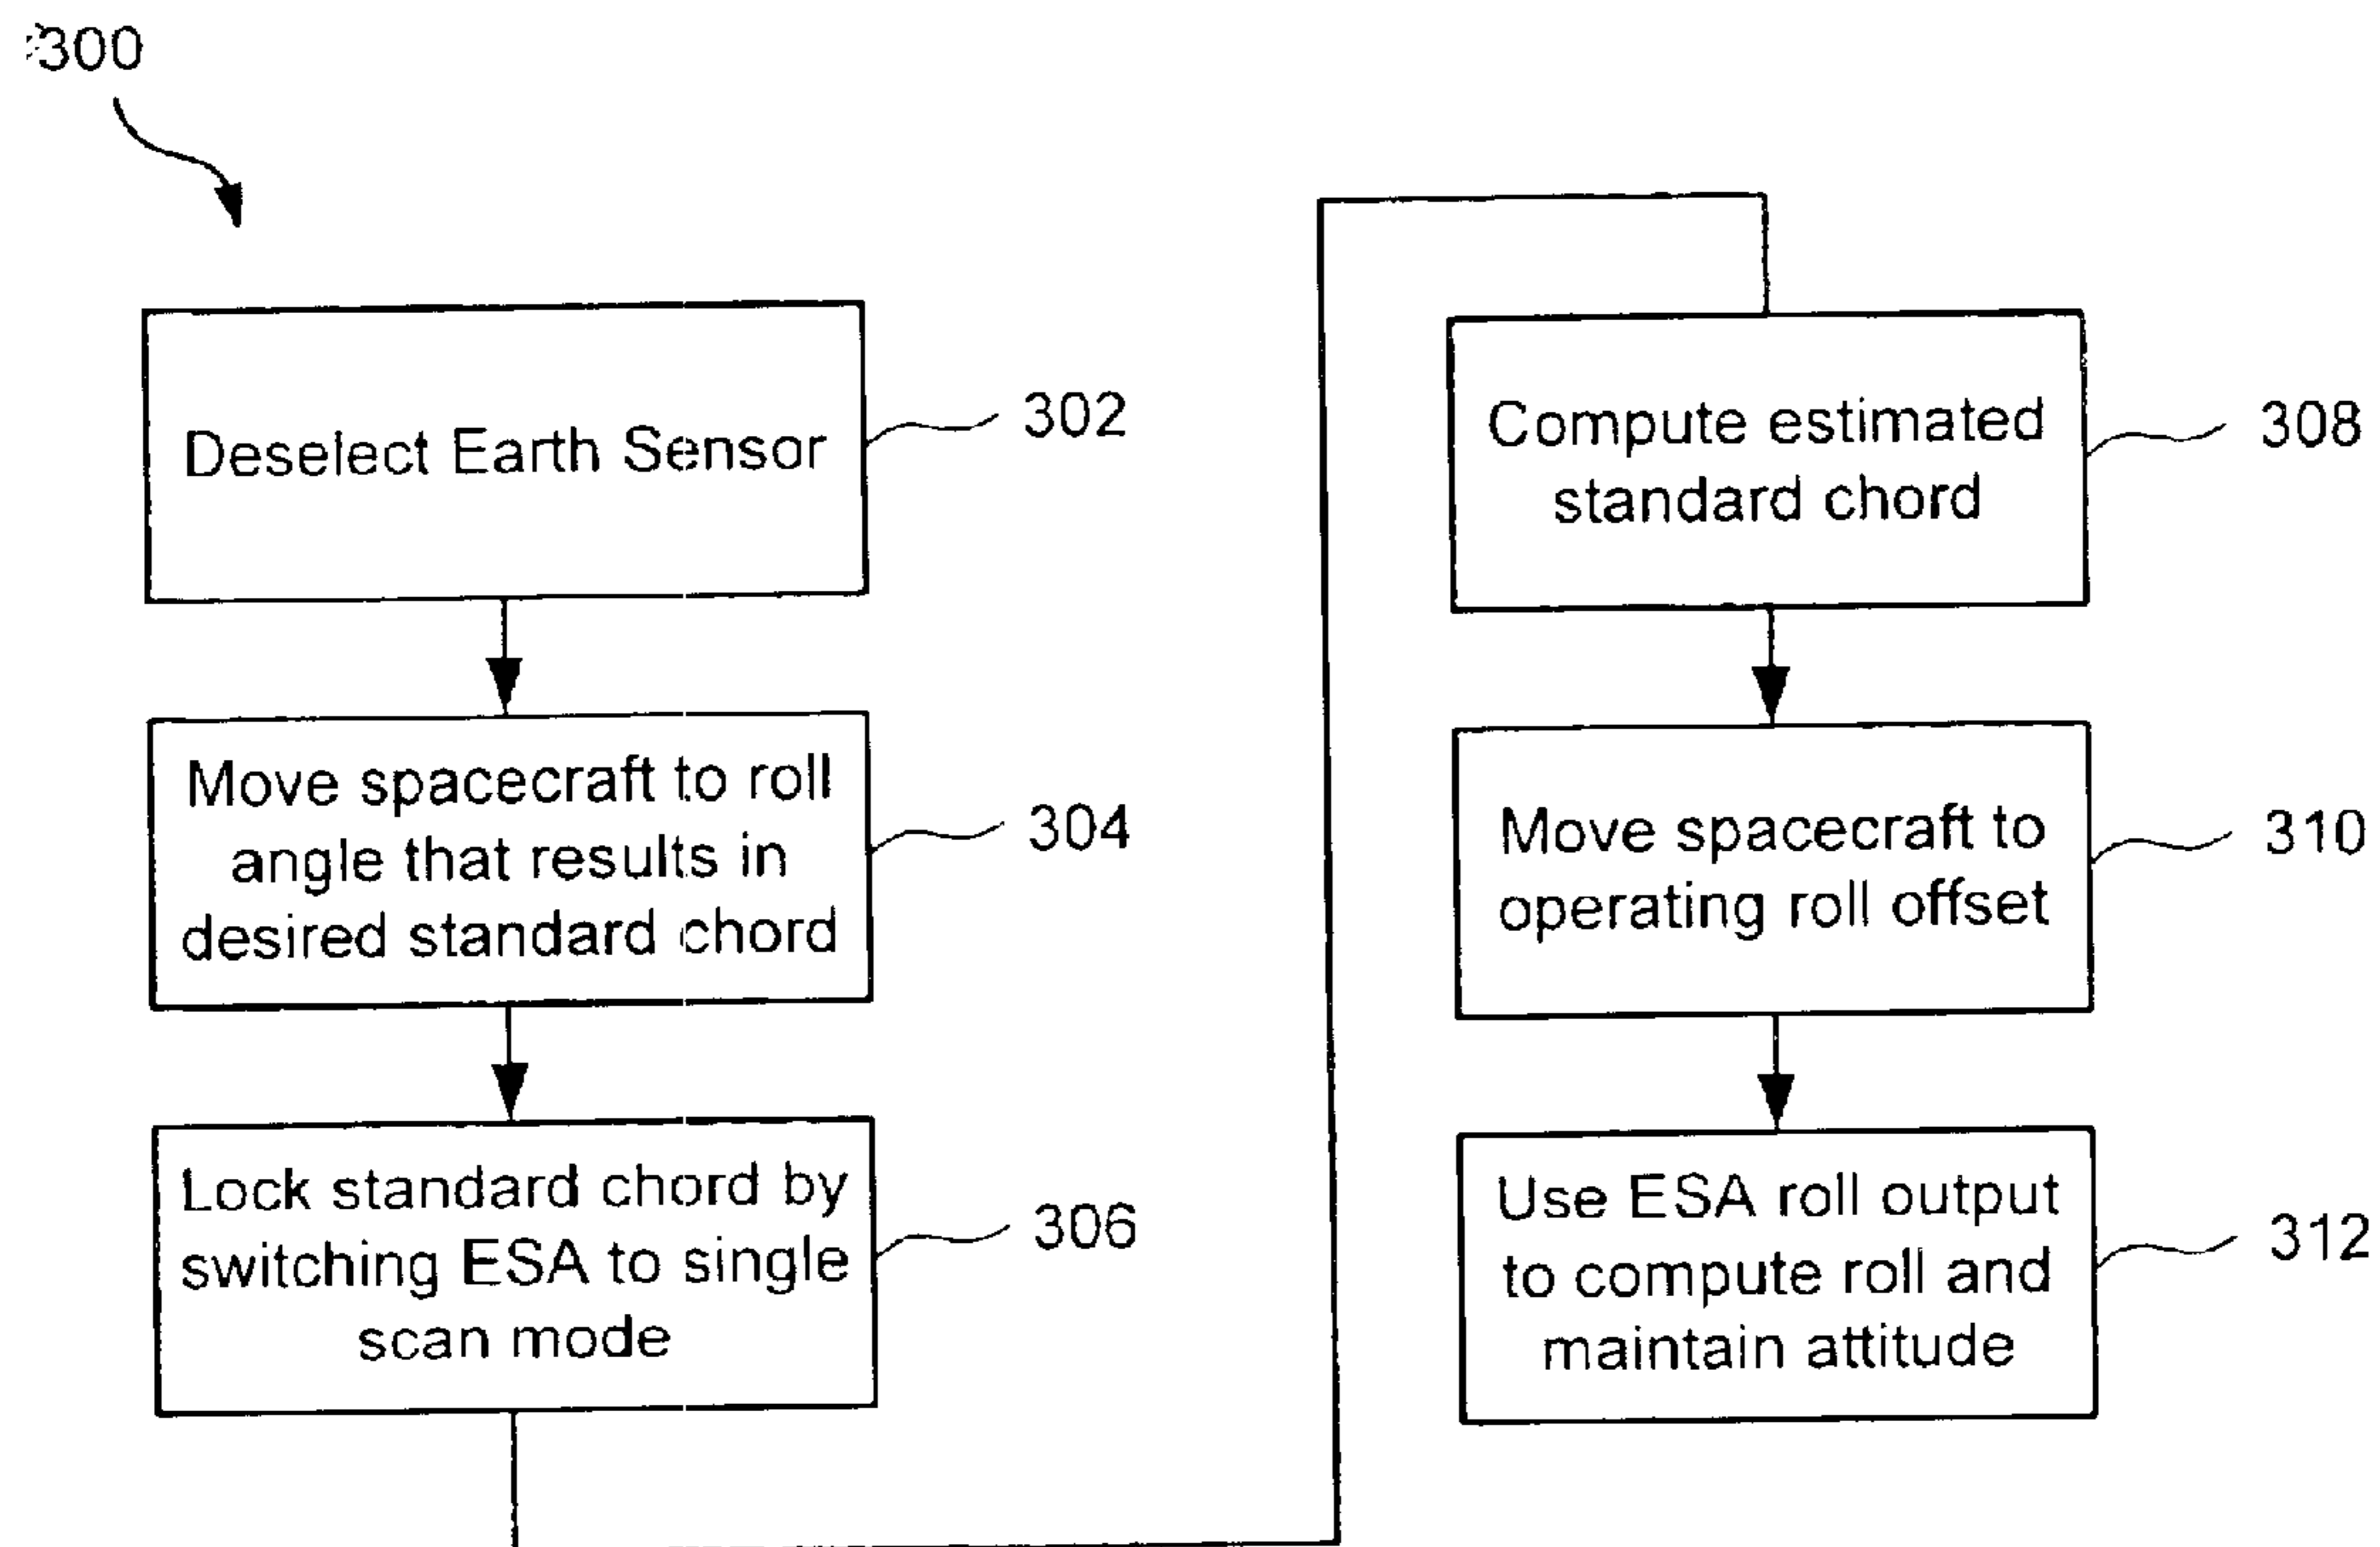 300
Deselect Earth Sensor
302
Move spacecraft to roll
angle that results in
desired standard chord
304
Lock standard chord by
switching ESA to single
scan mode
306
Compute estimated
standard chord
308
Move spacecraft to
operating roll offset
310
Use ESA roll output
to compute roll and
maintain attitude
312